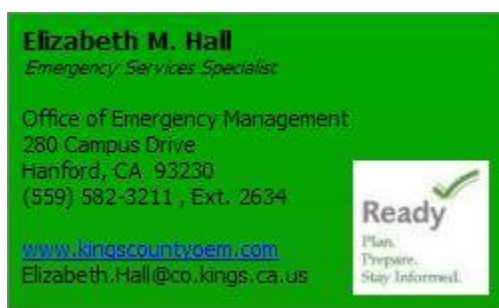 Elizabeth M. Hall
Emergency Services Specialist
Office of Emergency Management
280 Campus Drive
Hanford, CA 93230
(559) 582-3211 , Ext. 2634
www.kingscountyoem.com
Elizabeth.Hall@co.kings.ca.us
Ready
Plan.
Prepare.
Stay Informed.